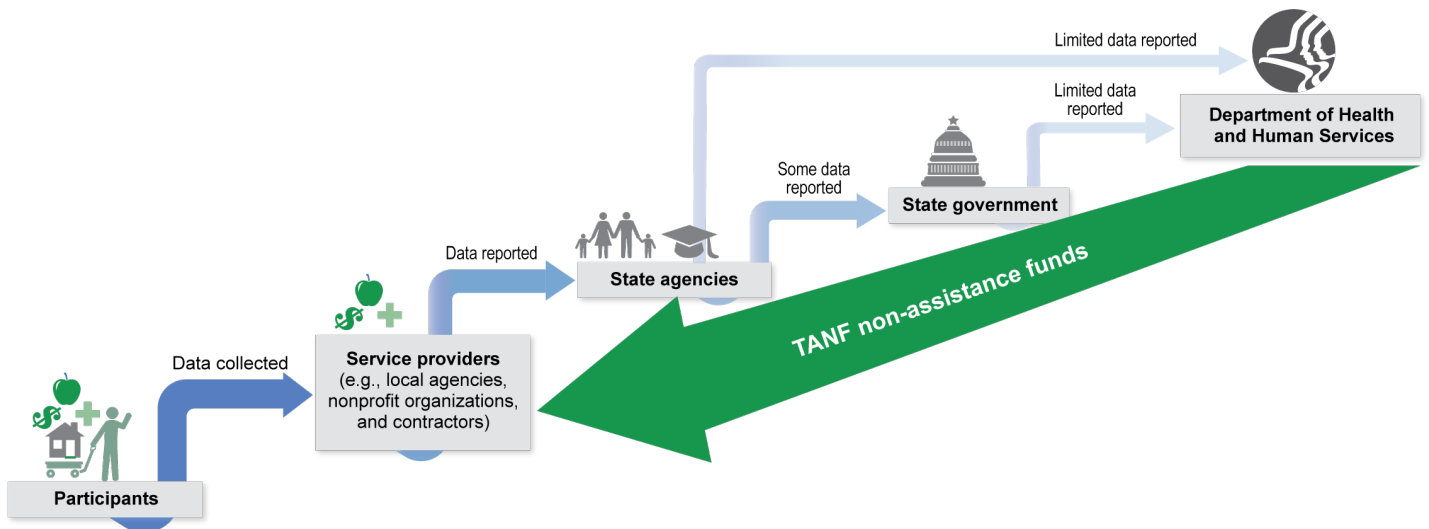 Limited data reported
Limited data
reported
Department of Health
and Human Services
Some data
reported
State government
Data reported
State agencies
TANF non-assistance funds
Data collected
Service providers
(e.g., local agencies,
nonprofit organizations,
and contractors)
Participants